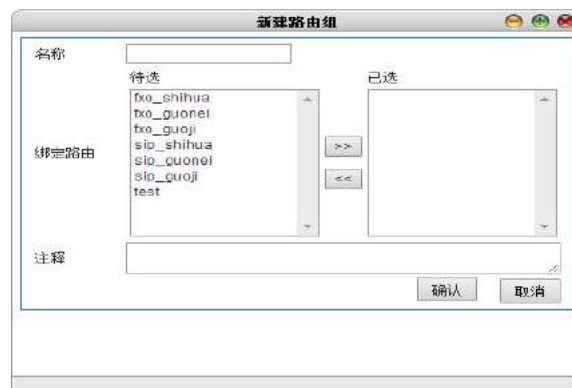 新建路由组
名称
待选
已选
fxo_shihua
fxo_guonei
fxo_guoji
sip_shihua
sip_guonei
sip_guoji
test
绑定路由
>>
<<
注释
确认
取消